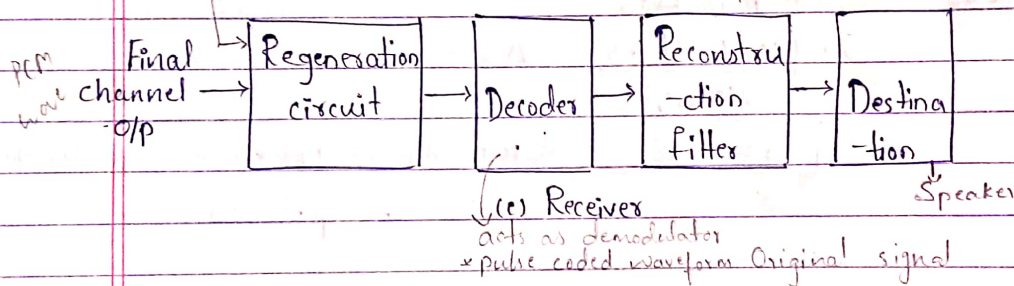 PCM
wave
Final
channel
O/P
Regeneration
circuit
Decoder
Reconstru
-ction
filter
Destina
-tion
Speaker
(c) Receiver
acts as demodulator
* pulse coded waveform Original signal